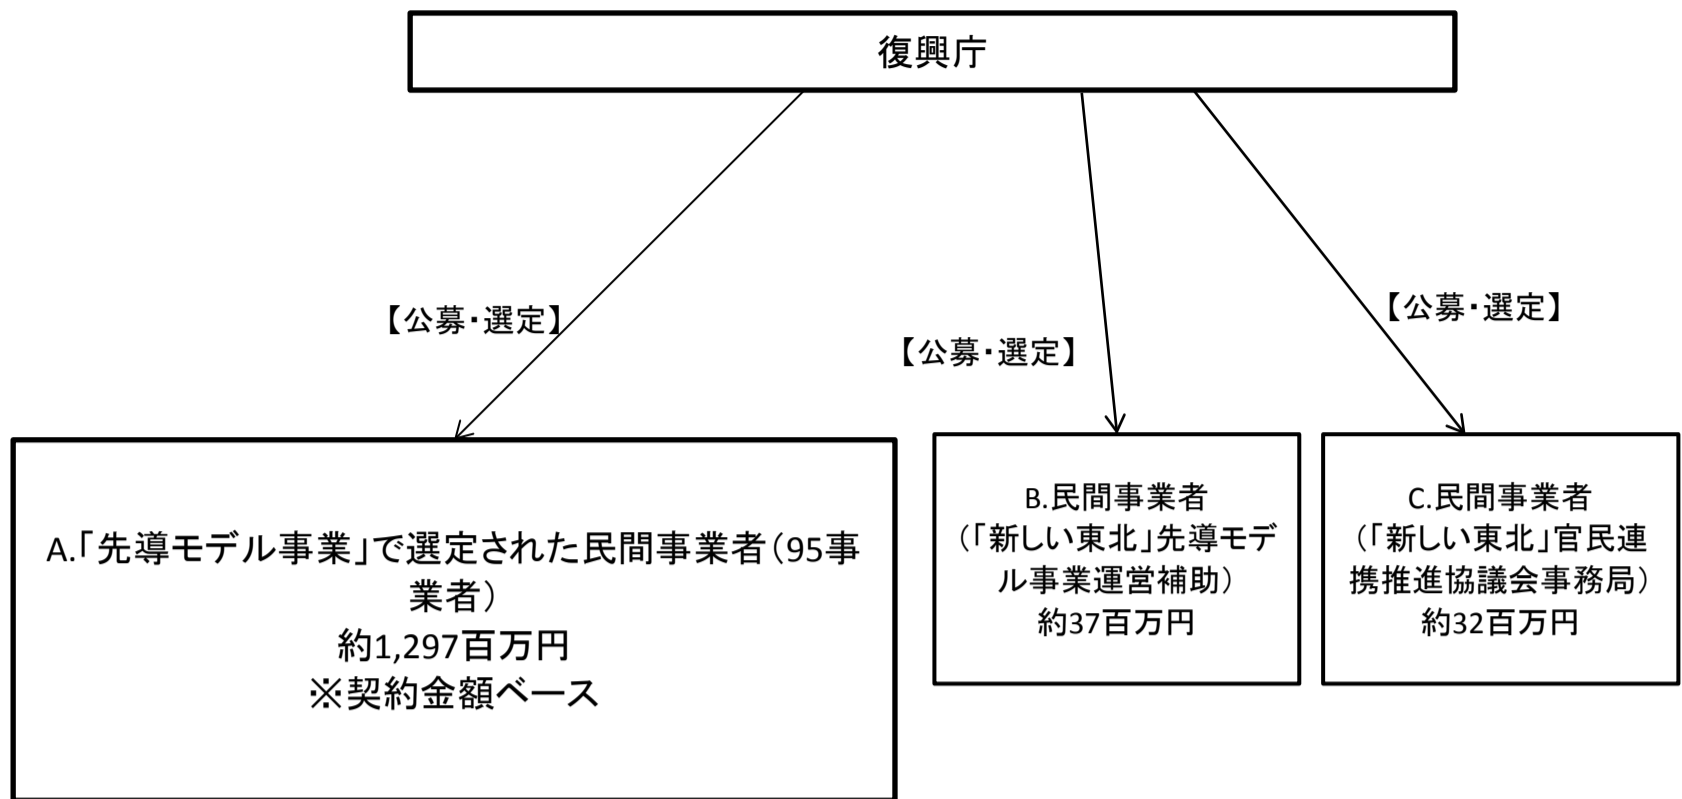 復興庁
【公募・選定】
【公募・選定】
【公募・選定】
A.「先導モデル事業」で選定された民間事業者（95事
業者）
約1,297百万円
※契約金額ベース
B.民間事業者
（「新しい東北」先導モデ
ル事業運営補助）
約37百万円
C.民間事業者
（「新しい東北」官民連
携推進協議会事務局）
約32百万円